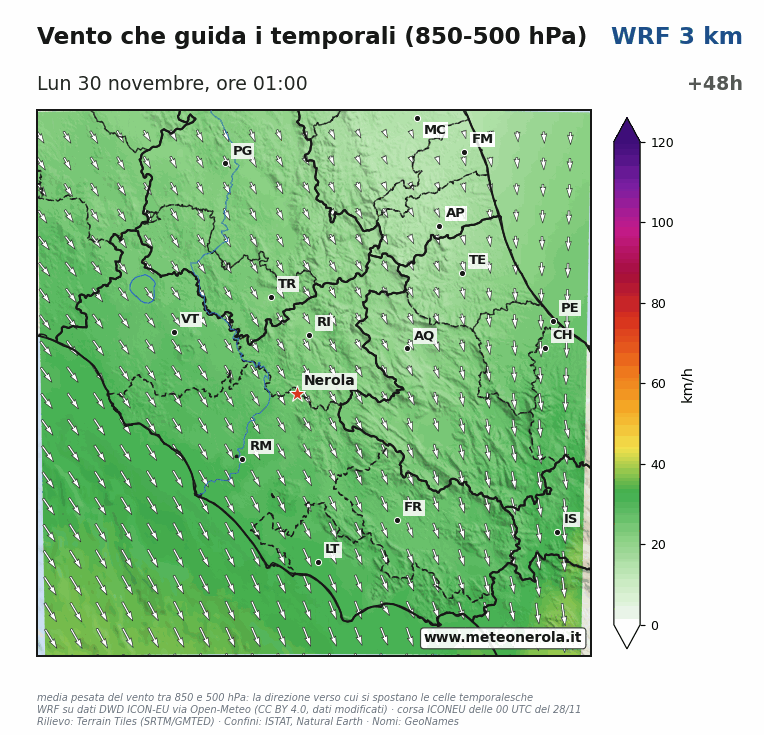 Vento che guida i temporali (850-500 hPa) WRF 3 km
Lun 30 novembre, ore 01:00 +48h
MC
FM
PG
AP
TE
TR
PE
VT
RI
CH
AQ
Nerola
RM
FR
IS
LT
www.meteonerola.it
120
100
80
60
40
20
0
km/h
media pesata del vento tra 850 e 500 hPa: la direzione verso cui si spostano le celle temporalesche
WRF su dati DWD ICON-EU via Open-Meteo (CC BY 4.0, dati modificati) · corsa ICONEU delle 00 UTC del 28/11
Rilievo: Terrain Tiles (SRTM/GMTED) · Confini: ISTAT, Natural Earth · Nomi: GeoNames